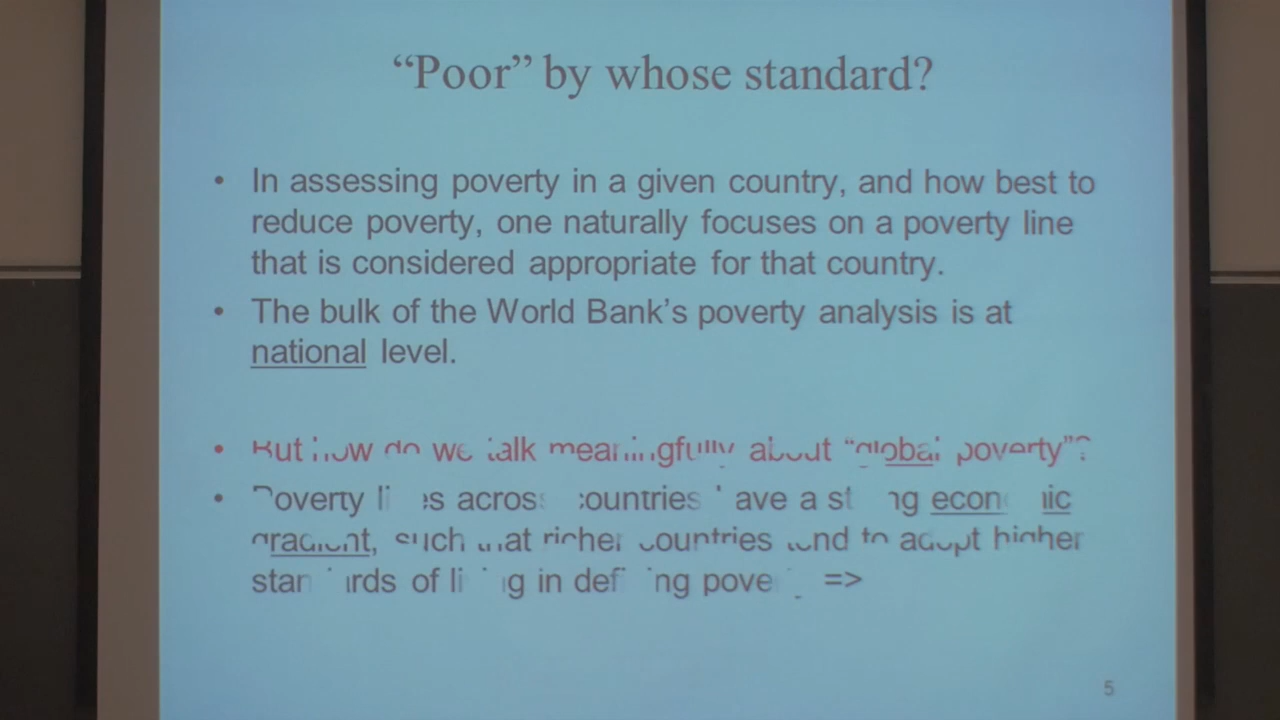 “Poor” by whose standard?
• In assessing poverty in a given country, and how best to
reduce poverty, one naturally focuses on a poverty line
that is considered appropriate for that country.
• The bulk of the World Bank’s poverty analysis is at
national level.
• But how do we talk meaningfully about “global poverty”?
• Poverty lines across countries have a strong economic
gradient, such that richer countries tend to adopt higher
standards of living in defining poverty. =>
5